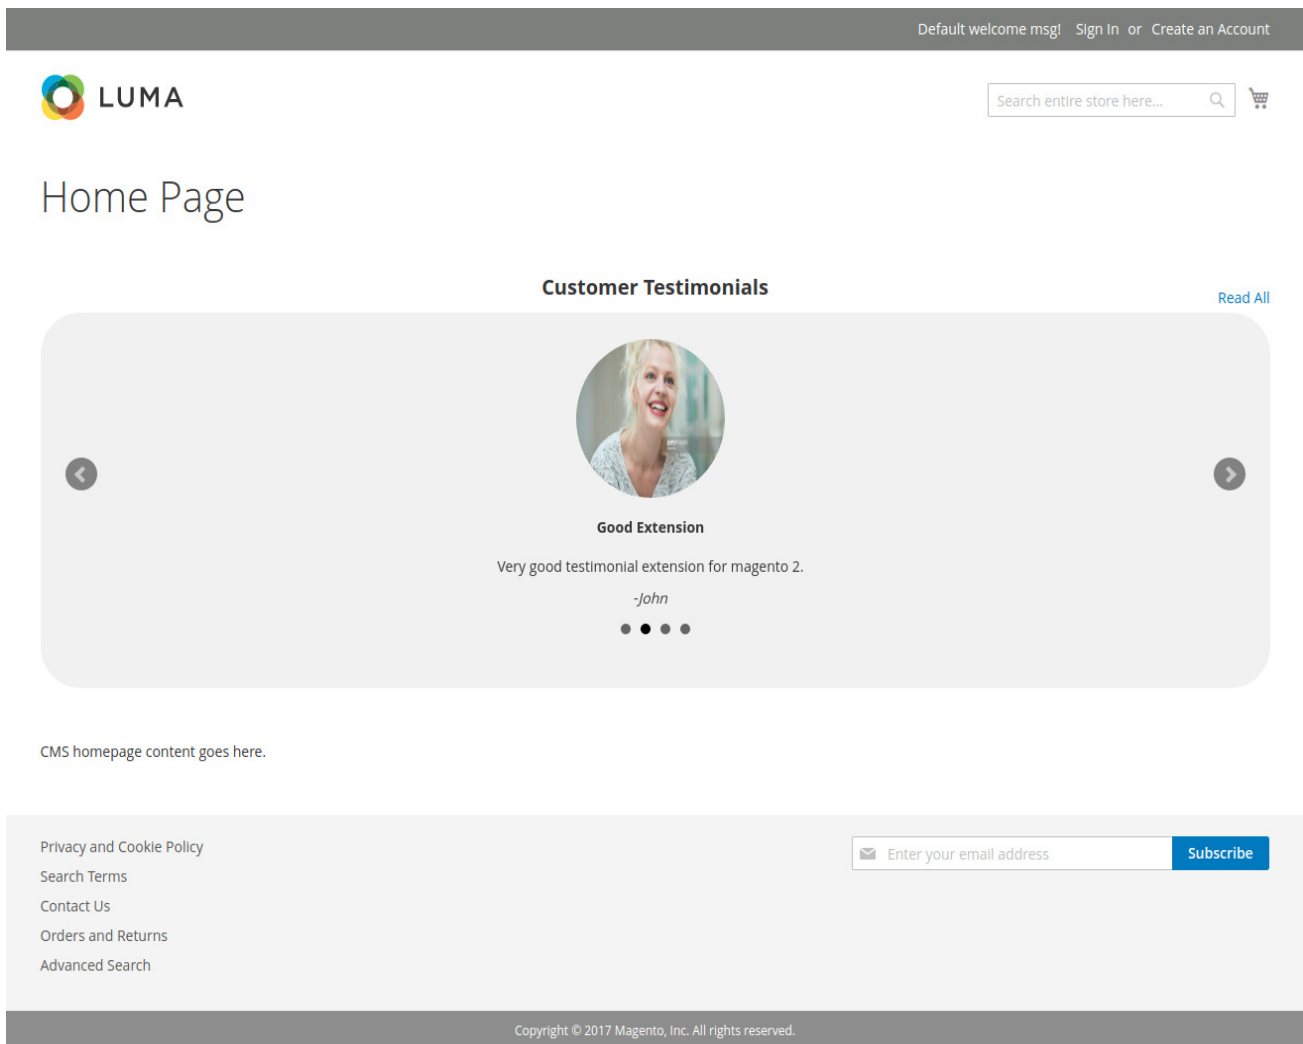 Default welcome msg! Sign In or Create an Account
LUMA
Search entire store here...
Home Page
Customer Testimonials
Read All
Good Extension
Very good testimonial extension for magento 2.
-John
CMS homepage content goes here.
Privacy and Cookie Policy
Search Terms
Contact Us
Orders and Returns
Advanced Search
Enter your email address
Subscribe
Copyright © 2017 Magento, Inc. All rights reserved.